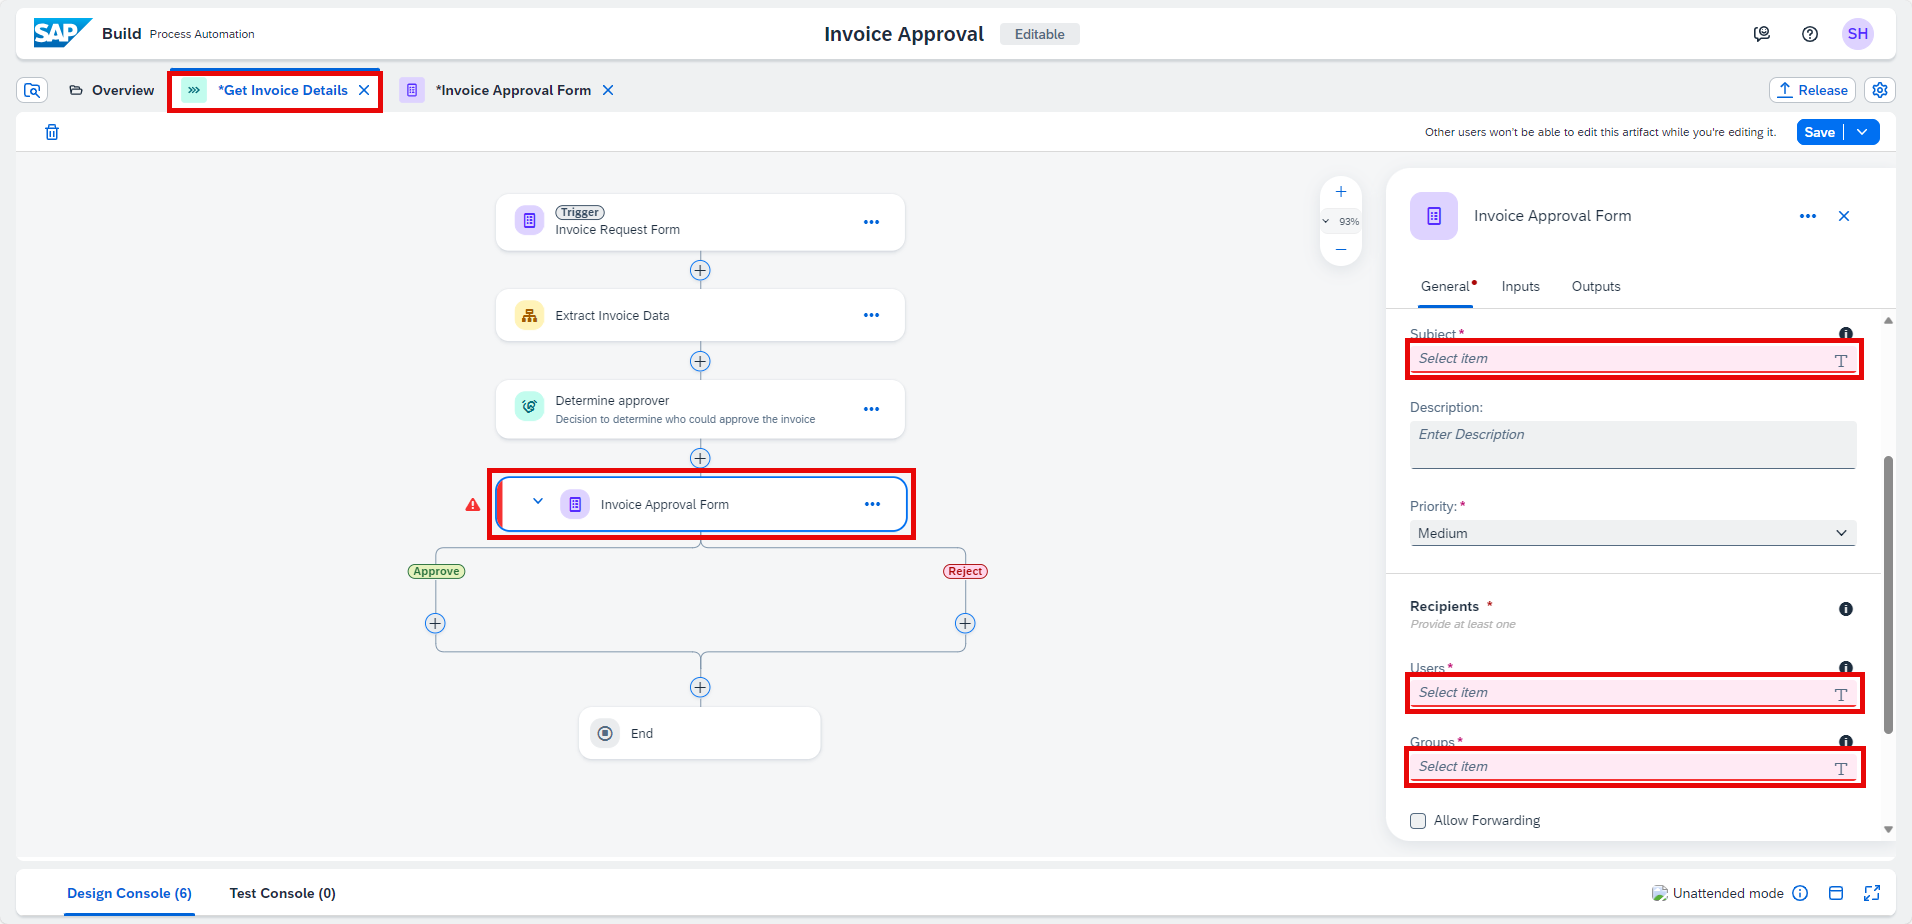 SAP Build Process Automation
Invoice Approval Editable
SH
Overview
*Get Invoice Details
*Invoice Approval Form
Release
Other users won't be able to edit this artifact while you're editing it.
Save
Trigger
Invoice Request Form
Extract Invoice Data
Determine approver
Decision to determine who could approve the invoice
Invoice Approval Form
Approve
Reject
End
93%
Invoice Approval Form
General Inputs Outputs
Subject*
Select item
Description:
Enter Description
Priority:*
Medium
Recipients *
Provide at least one
Users*
Select item
Groups*
Select item
Allow Forwarding
Design Console (6) Test Console (0)
Unattended mode